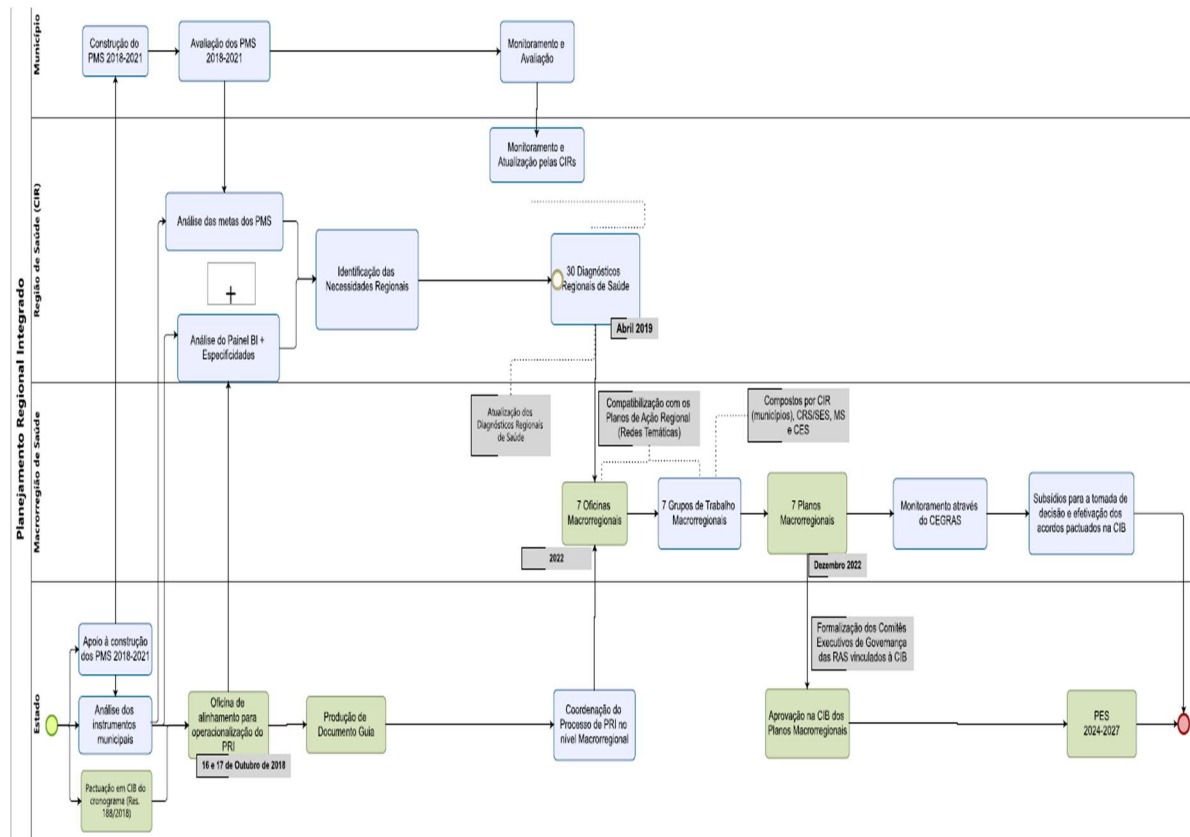 Planejamento Regional Integrado
Município
Construção do
PMS 2018-2021
Avaliação dos PMS
2018-2021
Monitoramento e
Avaliação
Região de Saúde (CIR)
Monitoramento e
Atualização pelas CIRs
Análise das metas dos PMS
Identificação das
Necessidades Regionais
30 Diagnósticos
Regionais de Saúde
Abril 2019
Análise do Painel BI +
Especificidades
Macrorregião de Saúde
Atualização dos
Diagnósticos Regionais
de Saúde
Compatibilização com os
Planos de Ação Regional
(Redes Temáticas)
Compostos por CIR
(municípios), CRS/SES, MS
e CES
7 Oficinas
Macrorregionais
2022
7 Grupos de Trabalho
Macrorregionais
7 Planos
Macrorregionais
Dezembro 2022
Monitoramento através
do CEGRAS
Subsídios para a tomada de
decisão e efetivação dos
acordos pactuados na CIB
Estado
Apoio à construção
dos PMS 2018-2021
Análise dos
instrumentos
municipais
Pactuação em CIB do
cronograma (Res.
188/2018)
Oficina de
alinhamento para
operacionalização do
PRI
16 e 17 de Outubro de 2018
Produção de
Documento Guia
Coordenação do
Processo de PRI no
nível Macrorregional
Formalização dos Comitês
Executivos de Governança
das RAS vinculados à CIB
Aprovação na CIB dos
Planos Macrorregionais
PES
2024-2027